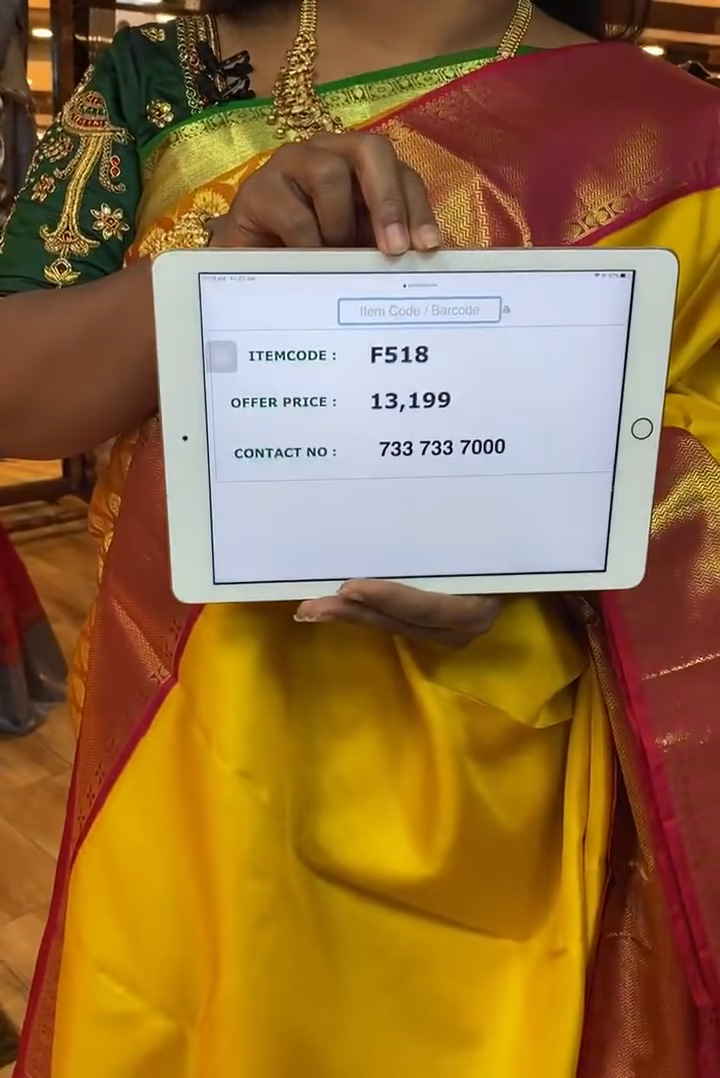 Item Code / Barcode
ITEMCODE : F518
OFFER PRICE : 13,199
CONTACT NO : 733 733 7000